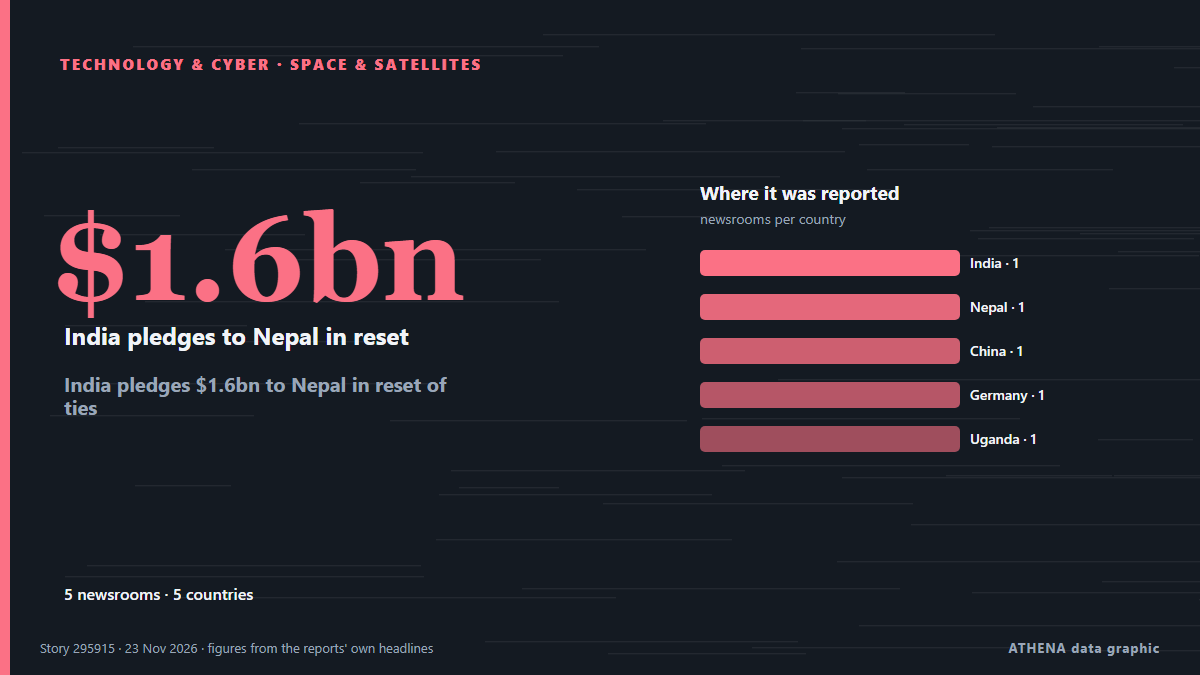 TECHNOLOGY & CYBER · SPACE & SATELLITES
$1.6bn
India pledges to Nepal in reset
India pledges $1.6bn to Nepal in reset of
ties
Where it was reported
newsrooms per country
India · 1
Nepal · 1
China · 1
Germany · 1
Uganda · 1
5 newsrooms · 5 countries
Story 295915 · 23 Nov 2026 · figures from the reports' own headlines
ATHENA data graphic